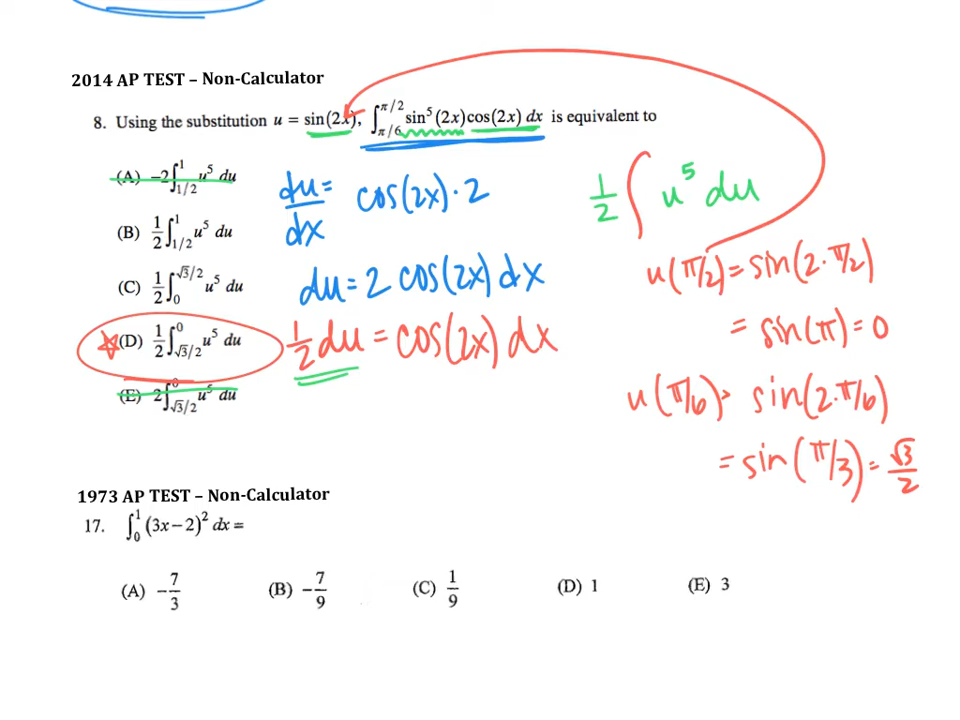 2014 AP TEST – Non-Calculator
8. Using the substitution u = sin(2x), ∫_{π/6}^{π/2} sin⁵(2x)cos(2x) dx is equivalent to
(A) −2∫_{1/2}^{1} u⁵ du
(B) 1/2 ∫_{1/2}^{1} u⁵ du
(C) 1/2 ∫_{0}^{√3/2} u⁵ du
(D) 1/2 ∫_{√3/2}^{0} u⁵ du
(E) 2∫_{√3/2}^{0} u⁵ du
du/dx = cos(2x)·2
du = 2 cos(2x) dx
1/2 du = cos(2x) dx
1/2 ∫ u⁵ du
u(π/2) = sin(2·π/2)
= sin(π) = 0
u(π/6) = sin(2·π/6)
= sin(π/3) = √3/2
1973 AP TEST – Non-Calculator
17. ∫_{0}^{1} (3x−2)² dx =
(A) −7/3 (B) −7/9 (C) 1/9 (D) 1 (E) 3